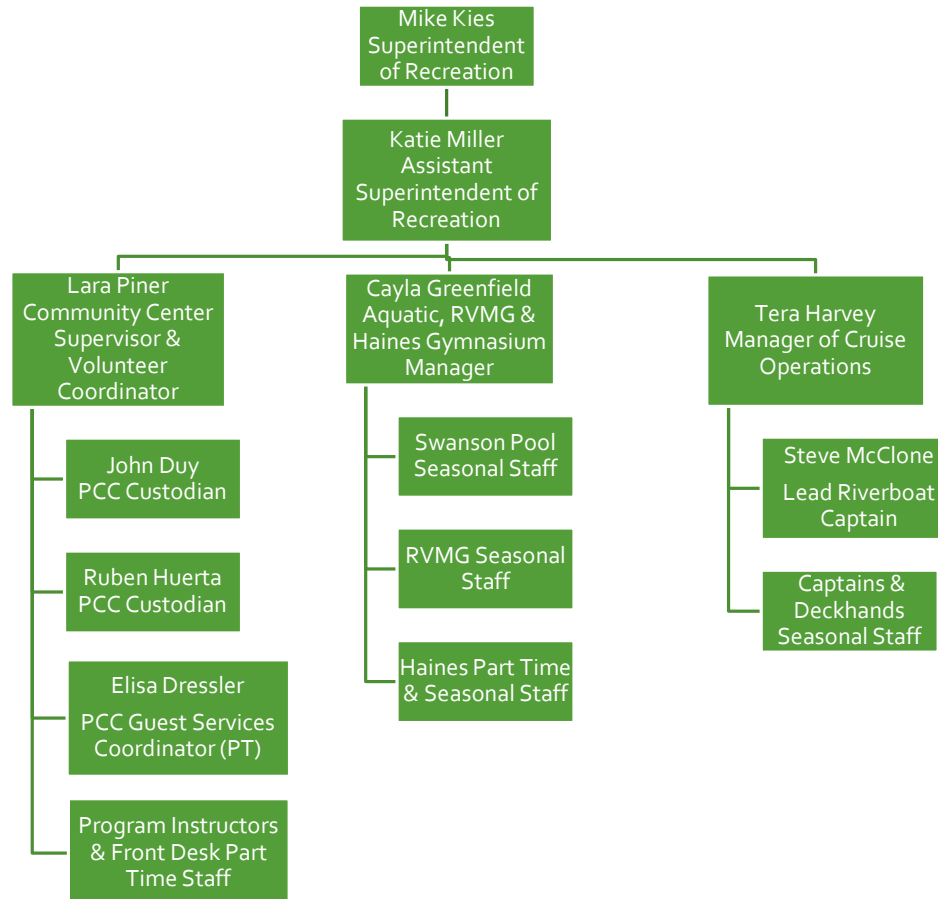 Mike Kies
Superintendent
of Recreation
Katie Miller
Assistant
Superintendent of
Recreation
Lara Piner
Community Center
Supervisor &
Volunteer
Coordinator
John Duy
PCC Custodian
Ruben Huerta
PCC Custodian
Elisa Dressler
PCC Guest Services
Coordinator (PT)
Program Instructors
& Front Desk Part
Time Staff
Cayla Greenfield
Aquatic, RVMG &
Haines Gymnasium
Manager
Swanson Pool
Seasonal Staff
RVMG Seasonal
Staff
Haines Part Time
& Seasonal Staff
Tera Harvey
Manager of Cruise
Operations
Steve McClone
Lead Riverboat
Captain
Captains &
Deckhands
Seasonal Staff